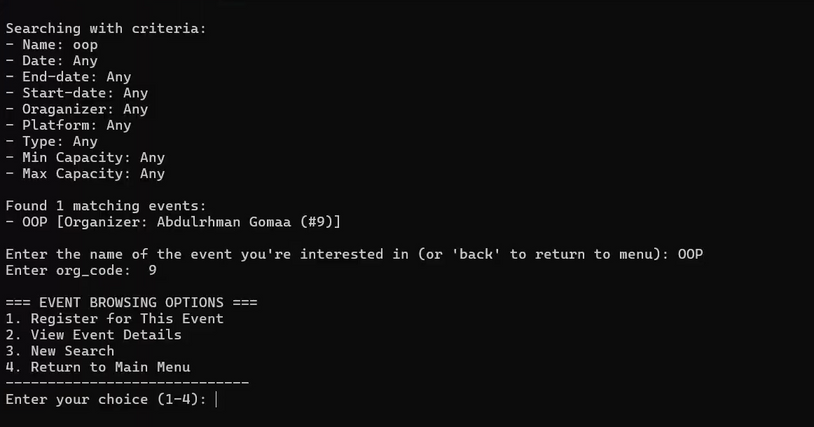 Searching with criteria:
- Name: oop
- Date: Any
- End-date: Any
- Start-date: Any
- Oraganizer: Any
- Platform: Any
- Type: Any
- Min Capacity: Any
- Max Capacity: Any
Found 1 matching events:
- OOP [Organizer: Abdulrhman Gomaa (#9)]
Enter the name of the event you're interested in (or 'back' to return to menu): OOP
Enter org_code:  9
=== EVENT BROWSING OPTIONS ===
1. Register for This Event
2. View Event Details
3. New Search
4. Return to Main Menu
-----------------------------
Enter your choice (1-4):